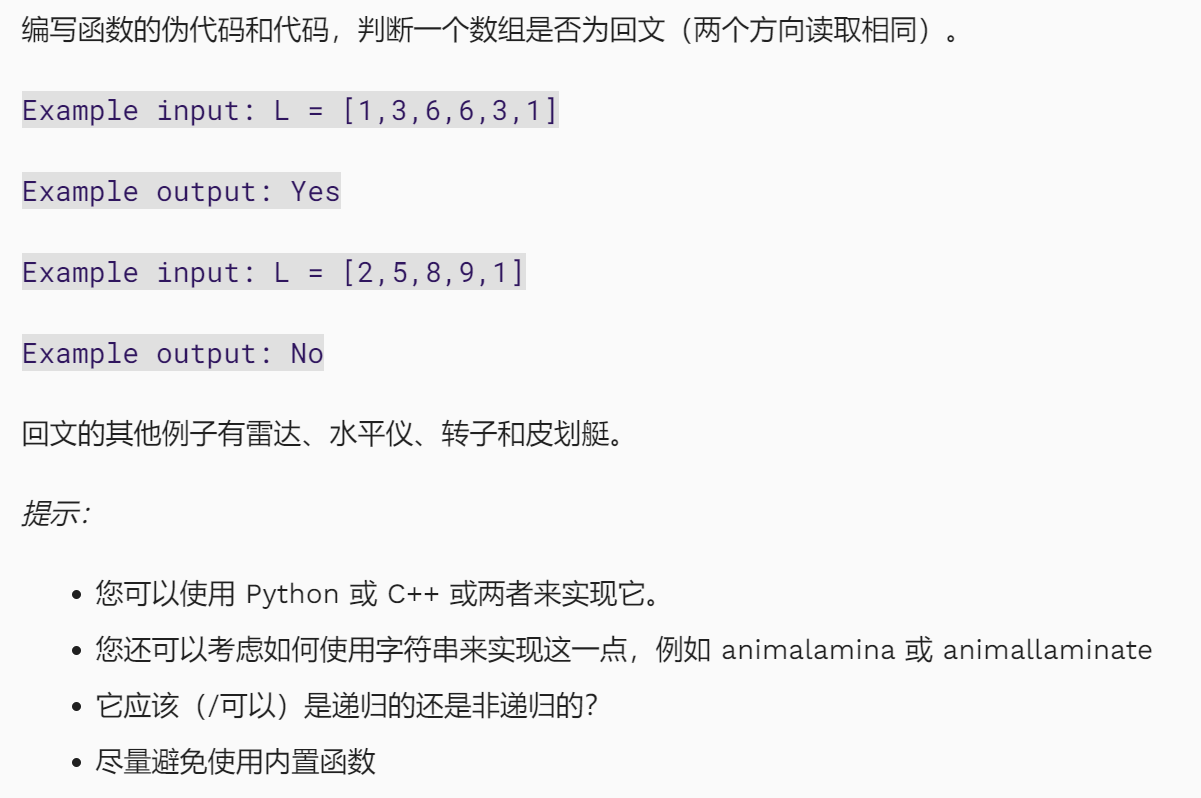 编写函数的伪代码和代码，判断一个数组是否为回文（两个方向读取相同）。
Example input: L = [1,3,6,6,3,1]
Example output: Yes
Example input: L = [2,5,8,9,1]
Example output: No
回文的其他例子有雷达、水平仪、转子和皮划艇。
提示：
• 您可以使用 Python 或 C++ 或两者来实现它。
• 您还可以考虑如何使用字符串来实现这一点，例如 animalamina 或 animallaminate
• 它应该（/可以）是递归的还是非递归的？
• 尽量避免使用内置函数